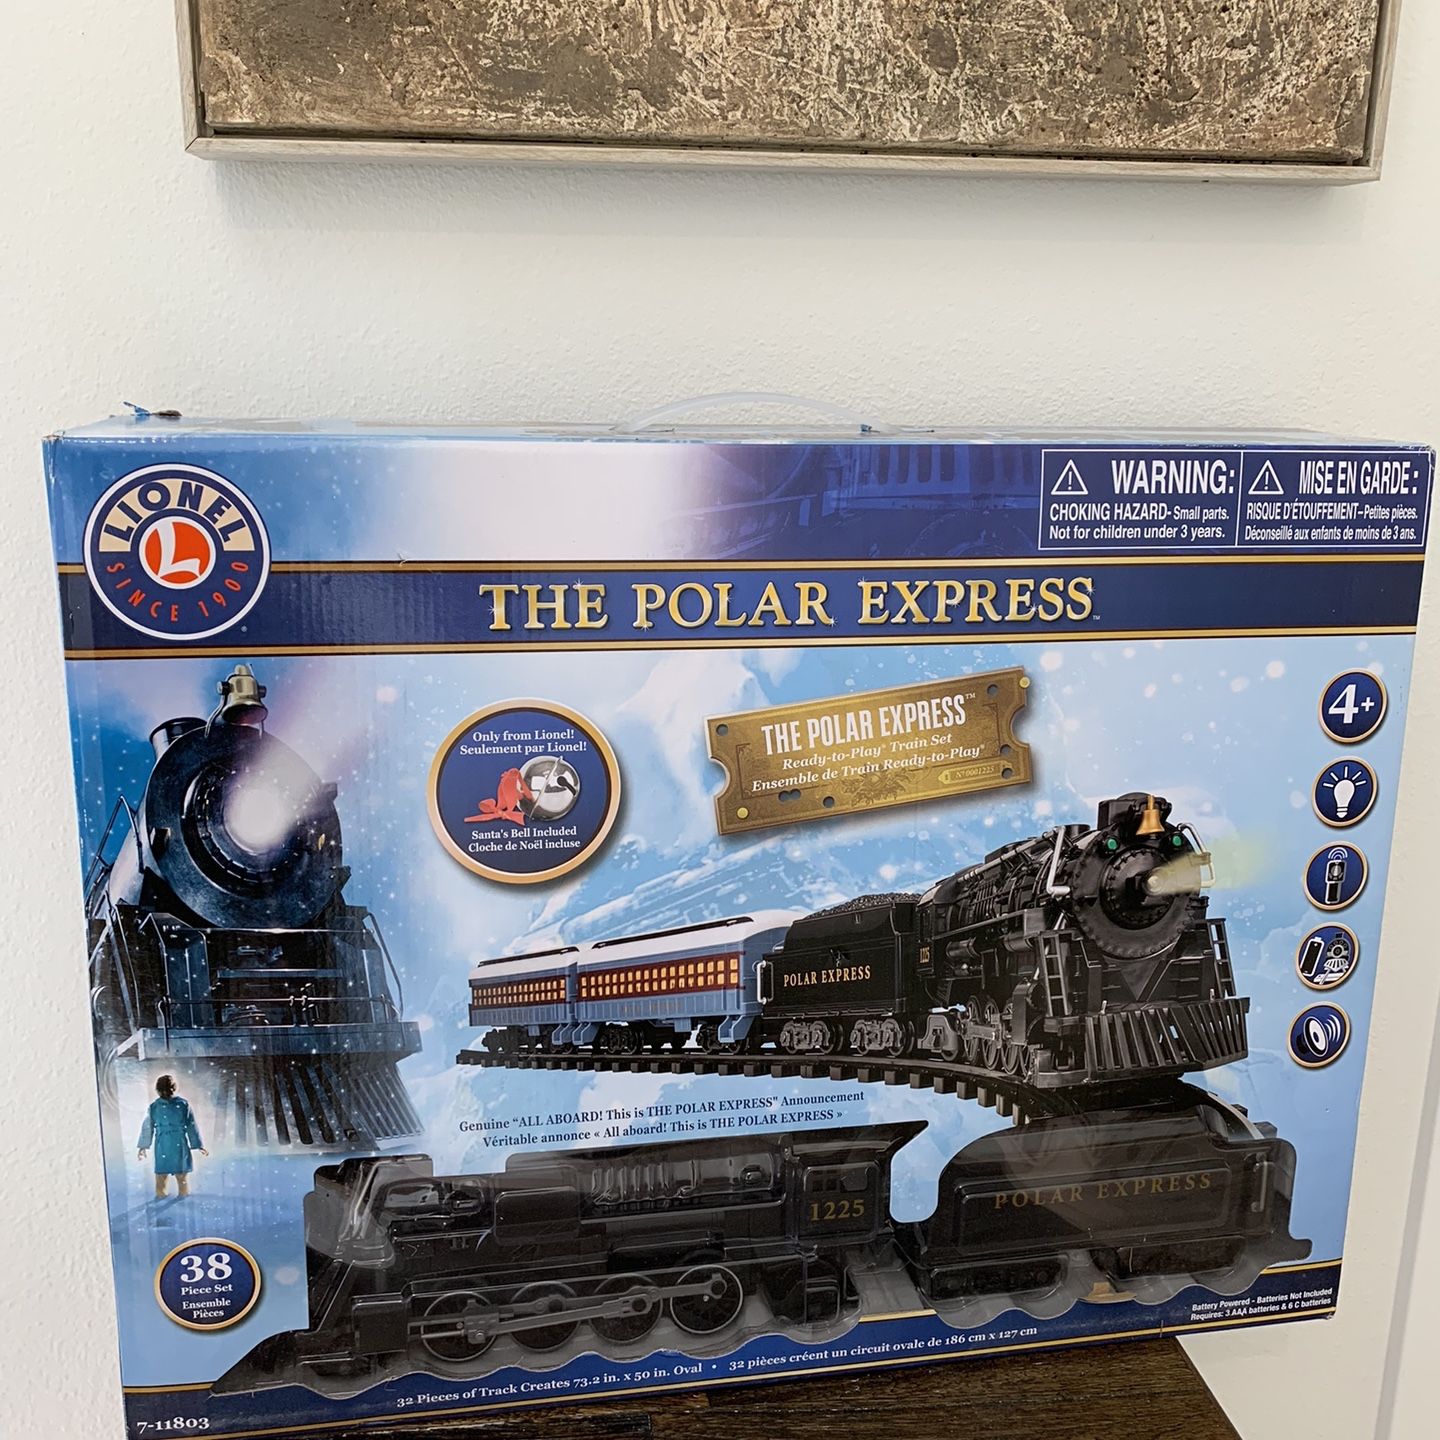 LIONEL
L
SINCE 1900
®
WARNING:
CHOKING HAZARD- Small parts.
Not for children under 3 years.
MISE EN GARDE:
RISQUE D'ÉTOUFFEMENT-Petites pièces.
Déconseillé aux enfants de moins de 3 ans.
THE POLAR EXPRESS™
Only from Lionel!
Seulement par Lionel!
Santa's Bell Included
Cloche de Noël incluse
THE POLAR EXPRESS™
Ready-to-Play® Train Set
Ensemble de Train Ready-to-Play®
Nº 0001225
4+
1225
POLAR EXPRESS
Genuine "ALL ABOARD! This is THE POLAR EXPRESS" Announcement
Véritable annonce « All aboard! This is THE POLAR EXPRESS »
1225
POLAR EXPRESS
38
Piece Set
Ensemble
Pièces
Battery Powered - Batteries Not Included
Requires: 3 AAA batteries & 6 C batteries
32 Pieces of Track Creates 73.2 in. x 50 in. Oval • 32 pièces créent un circuit ovale de 186 cm x 127 cm
7-11803